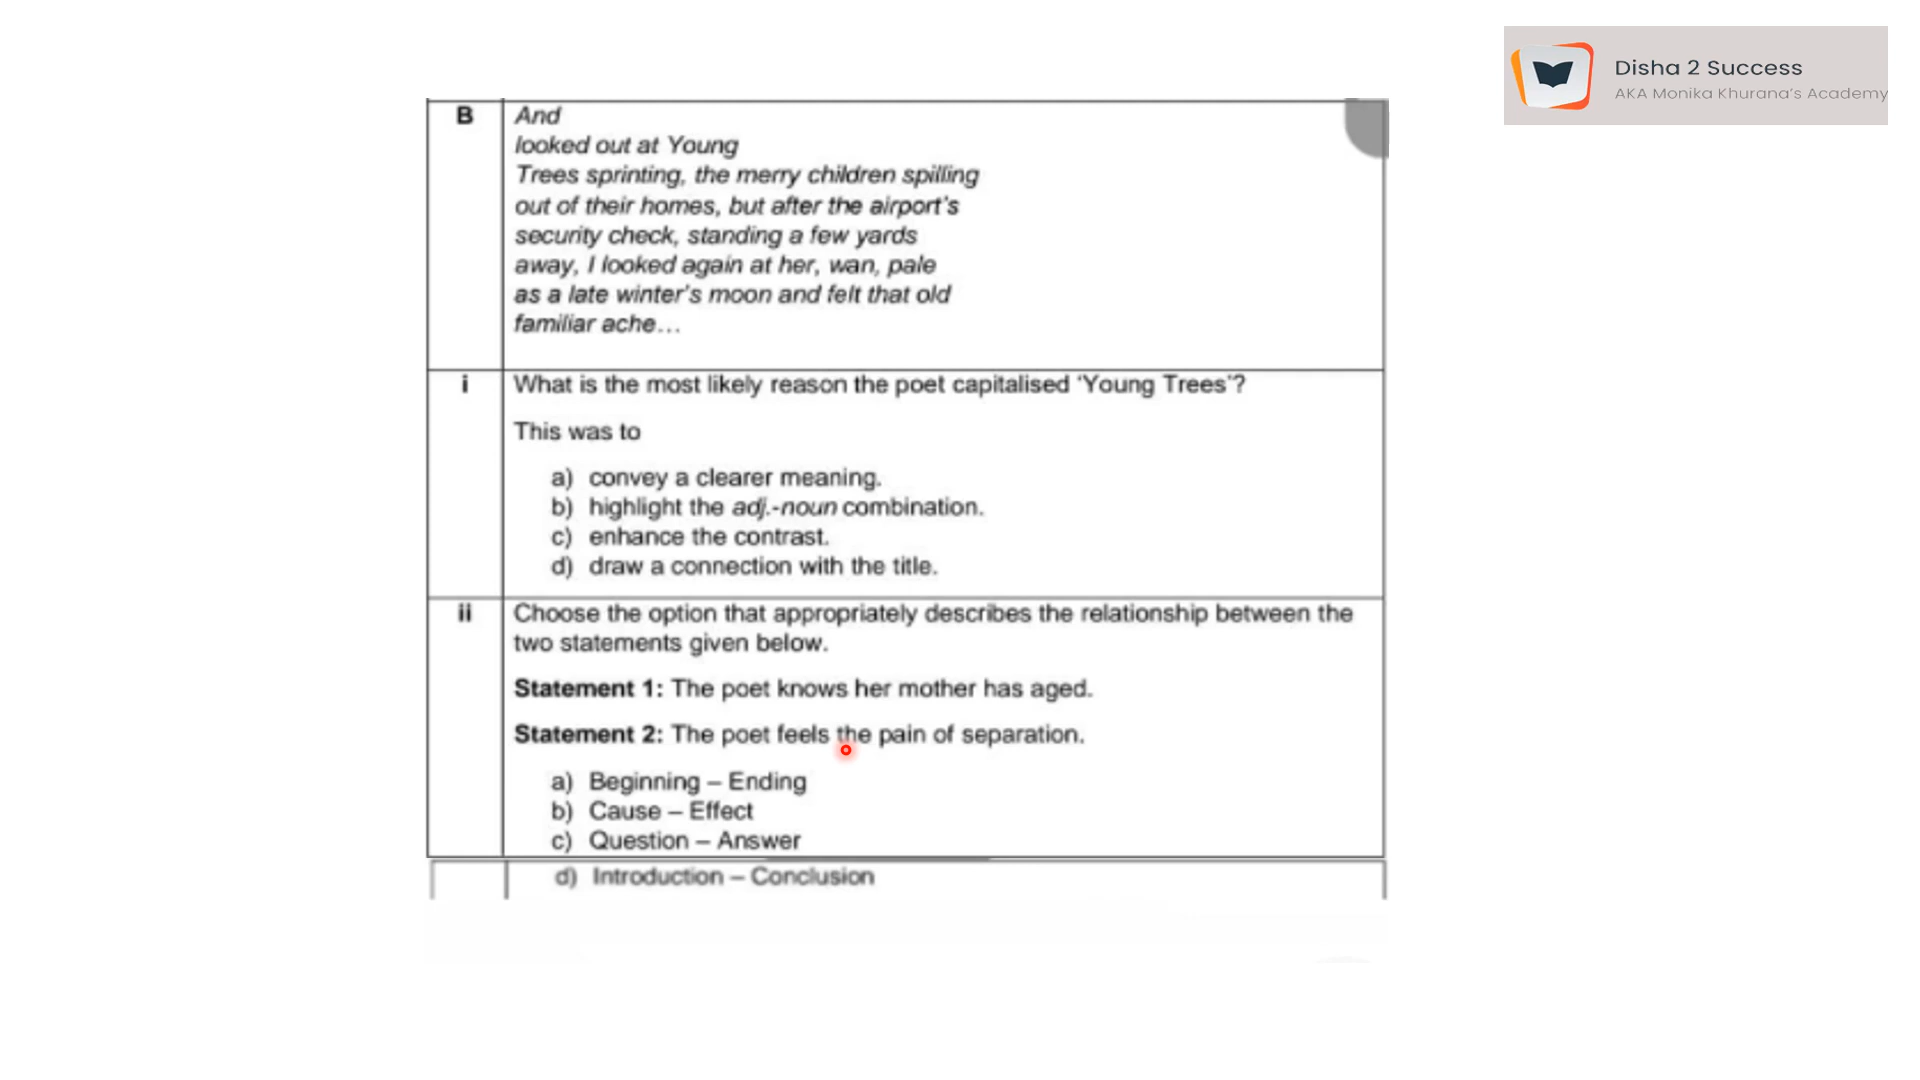 Disha 2 Success
AKA Monika Khurana's Academy
B
And
looked out at Young
Trees sprinting, the merry children spilling
out of their homes, but after the airport's
security check, standing a few yards
away, I looked again at her, wan, pale
as a late winter's moon and felt that old
familiar ache…
i
What is the most likely reason the poet capitalised 'Young Trees'?
This was to
a) convey a clearer meaning.
b) highlight the adj.-noun combination.
c) enhance the contrast.
d) draw a connection with the title.
ii
Choose the option that appropriately describes the relationship between the
two statements given below.
Statement 1: The poet knows her mother has aged.
Statement 2: The poet feels the pain of separation.
a) Beginning – Ending
b) Cause – Effect
c) Question – Answer
d) Introduction – Conclusion